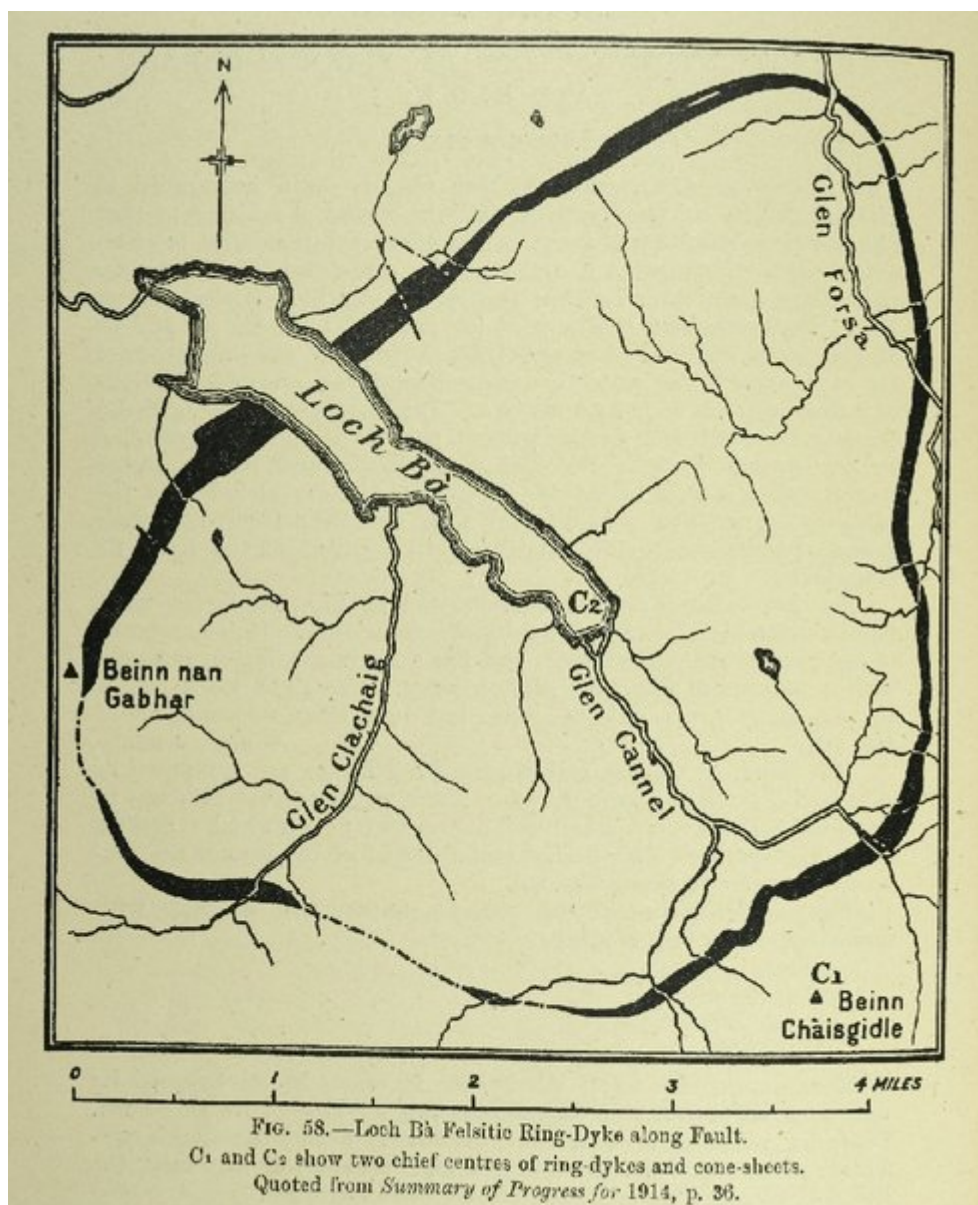 N
Glen Forsa
Loch Bà
C2
Beinn nan
Gabhar
Glen Clachaig
Glen Cannel
C1
Beinn
Chàisgidle
0 1 2 3 4 MILES
FIG. 58.—Loch Bà Felsitic Ring-Dyke along Fault.
C1 and C2 show two chief centres of ring-dykes and cone-sheets.
Quoted from Summary of Progress for 1914, p. 36.